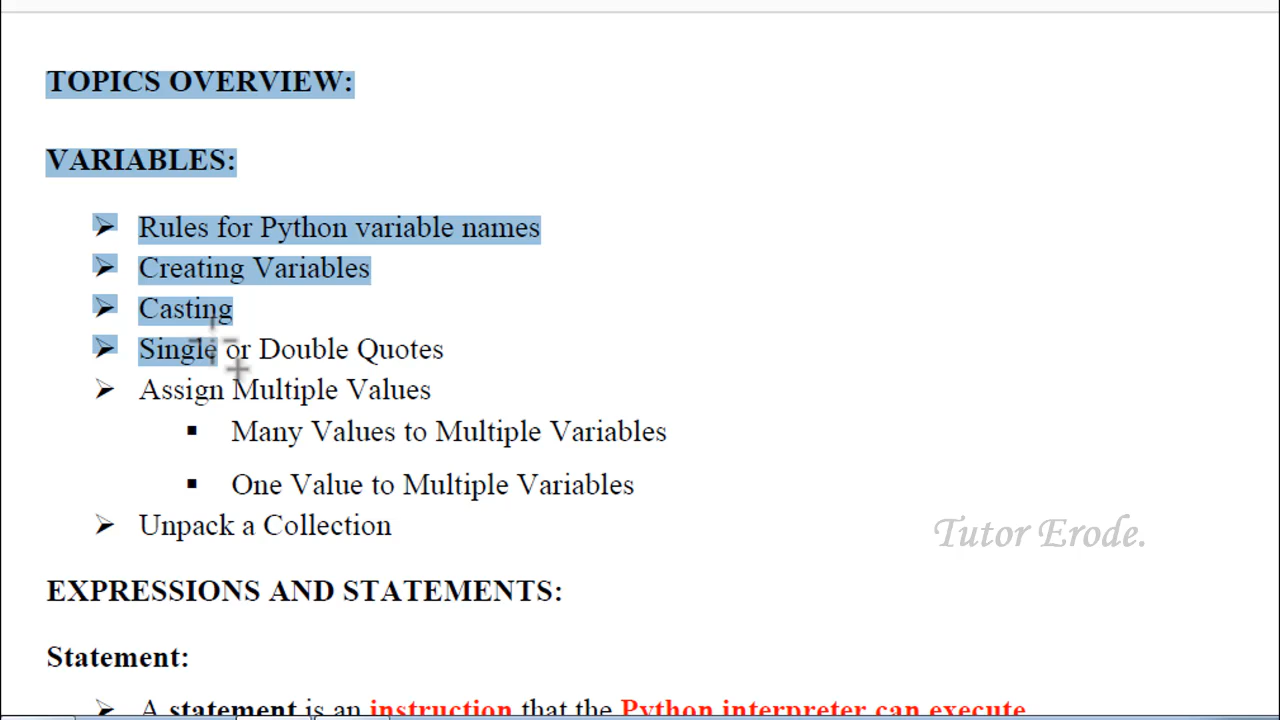 TOPICS OVERVIEW:
VARIABLES:
➢ Rules for Python variable names
➢ Creating Variables
➢ Casting
➢ Single or Double Quotes
➢ Assign Multiple Values
▪ Many Values to Multiple Variables
▪ One Value to Multiple Variables
➢ Unpack a Collection
Tutor Erode.
EXPRESSIONS AND STATEMENTS:
Statement:
➢ A statement is an instruction that the Python interpreter can execute